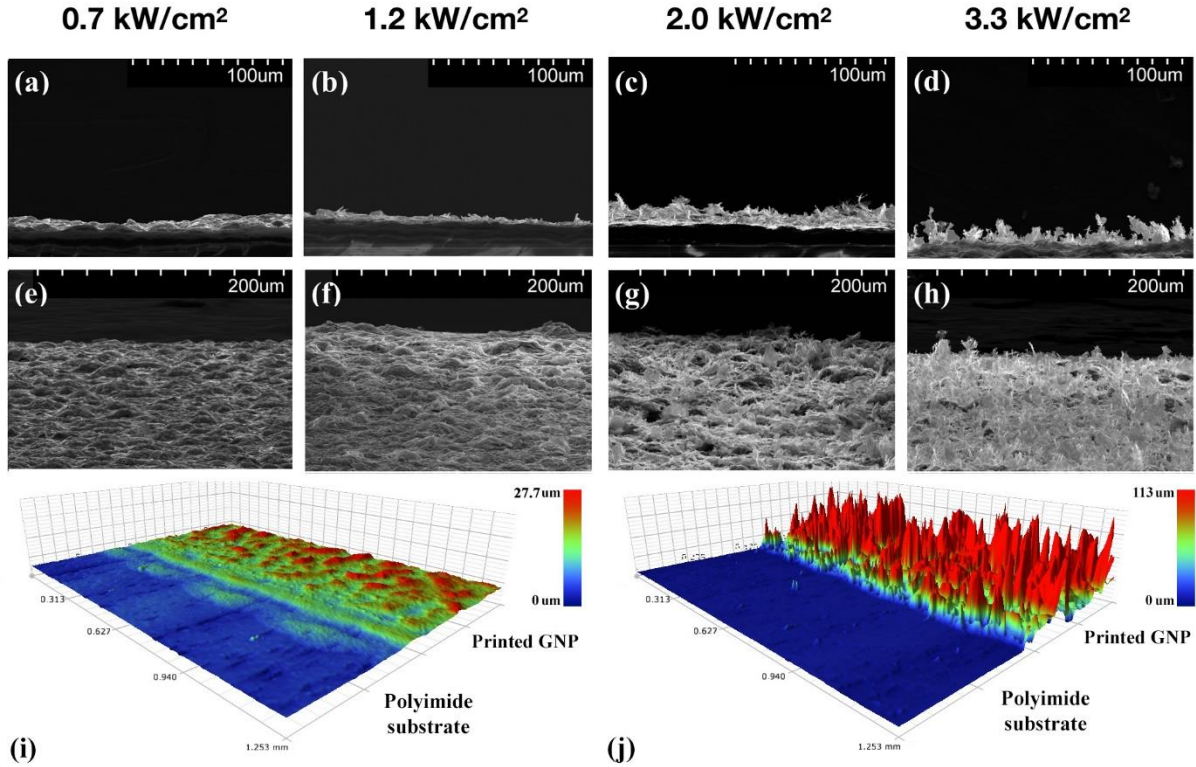 0.7 kW/cm² 1.2 kW/cm² 2.0 kW/cm² 3.3 kW/cm²
(a) 100um (b) 100um (c) 100um (d) 100um
(e) 200um (f) 200um (g) 200um (h) 200um
27.7 um 113 um
0 um 0 um
0.313 0.313
0.627 Printed GNP 0.627 Printed GNP
0.940 0.940
Polyimide Polyimide
substrate substrate
(i) 1.253 mm (j) 1.253 mm